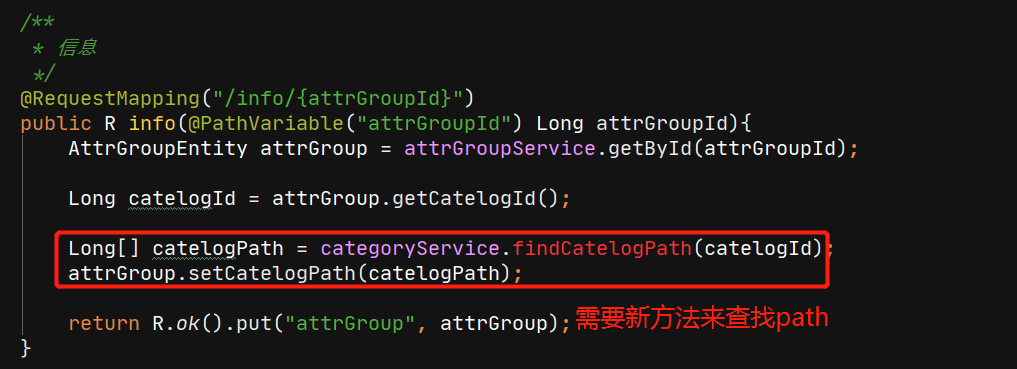 /**
 * 信息
 */
@RequestMapping("/info/{attrGroupId}")
public R info(@PathVariable("attrGroupId") Long attrGroupId){
    AttrGroupEntity attrGroup = attrGroupService.getById(attrGroupId);
    Long catelogId = attrGroup.getCatelogId();
    Long[] catelogPath = categoryService.findCatelogPath(catelogId);
    attrGroup.setCatelogPath(catelogPath);
    return R.ok().put("attrGroup", attrGroup);需要新方法来查找path
}